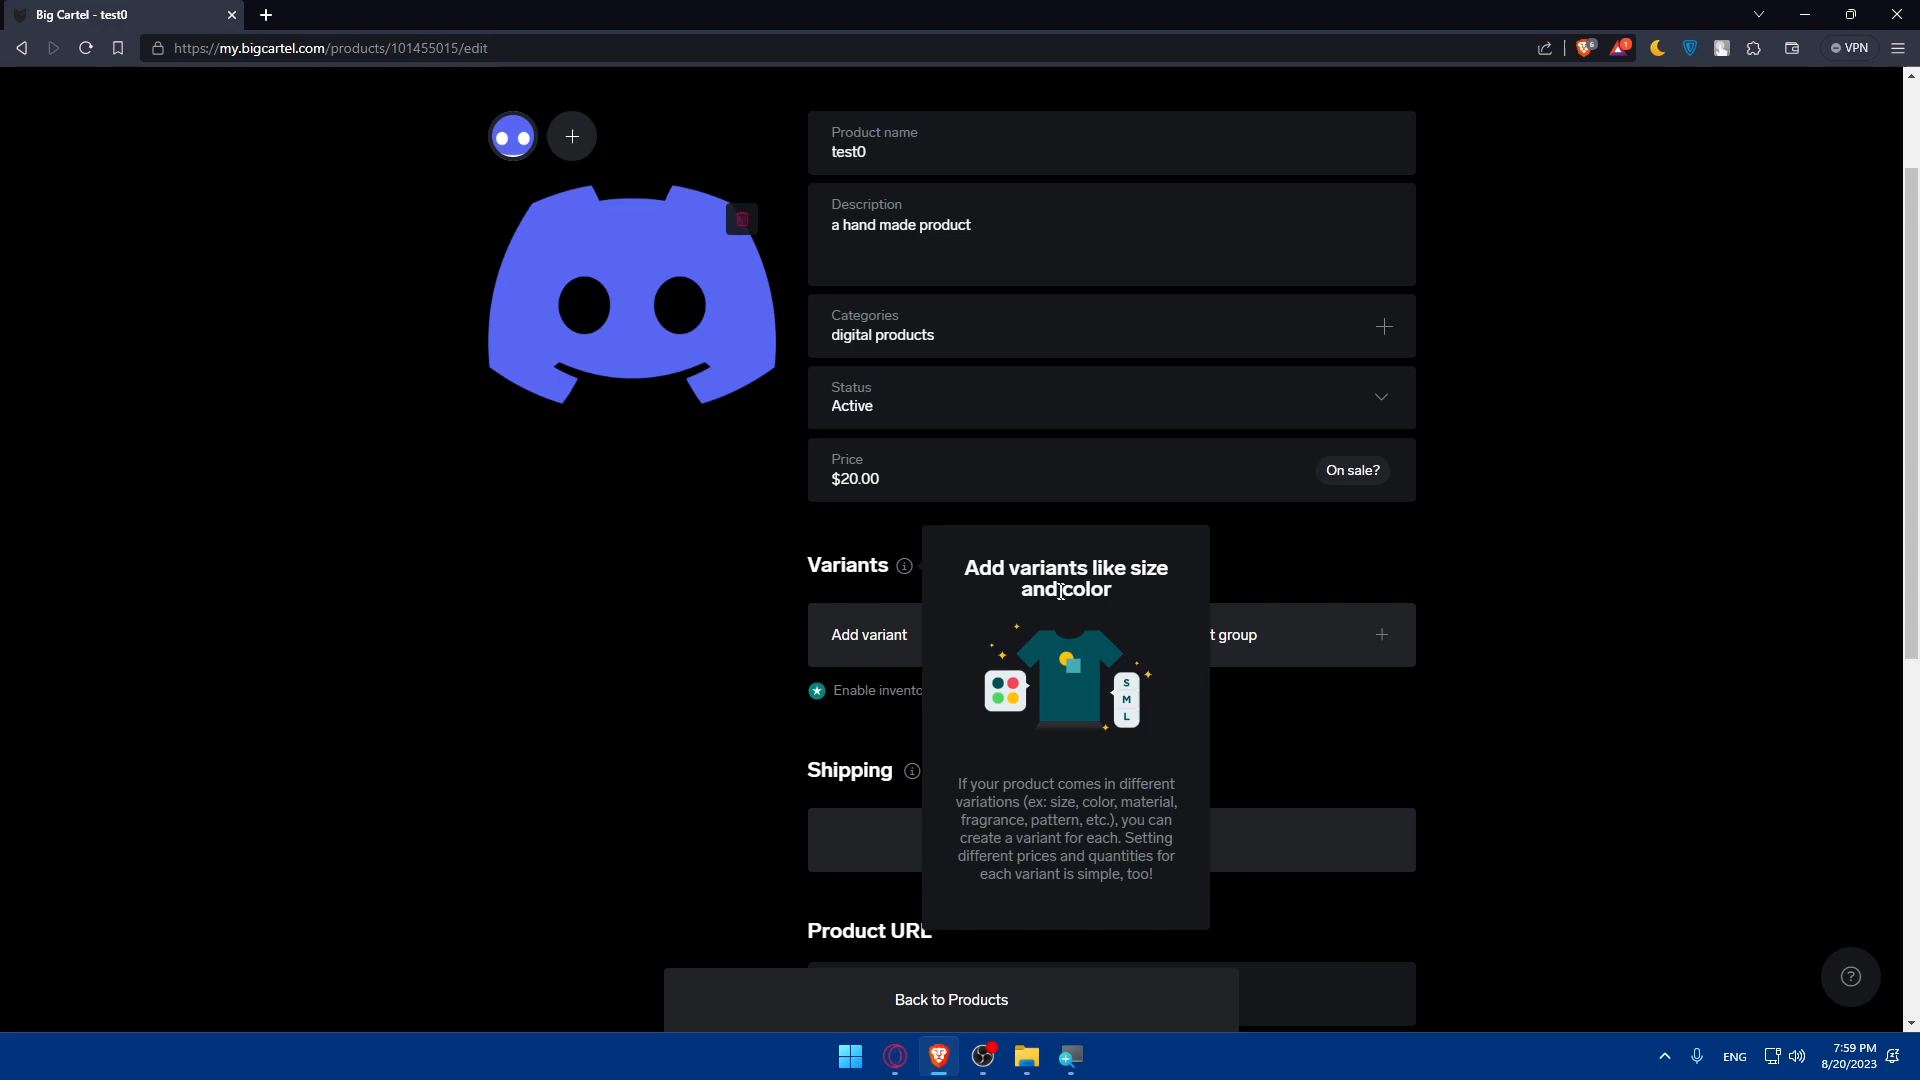 Big Cartel - test0
https://my.bigcartel.com/products/101455015/edit
6
1
VPN
Product name
test0
Description
a hand made product
Categories
digital products
Status
Active
Price
$20.00
On sale?
Variants
Add variants like size
and color
Add variant
t group
S
M
L
Enable invento
Shipping
If your product comes in different
variations (ex: size, color, material,
fragrance, pattern, etc.), you can
create a variant for each. Setting
different prices and quantities for
each variant is simple, too!
Product URL
Back to Products
ENG
7:59 PM
8/20/2023